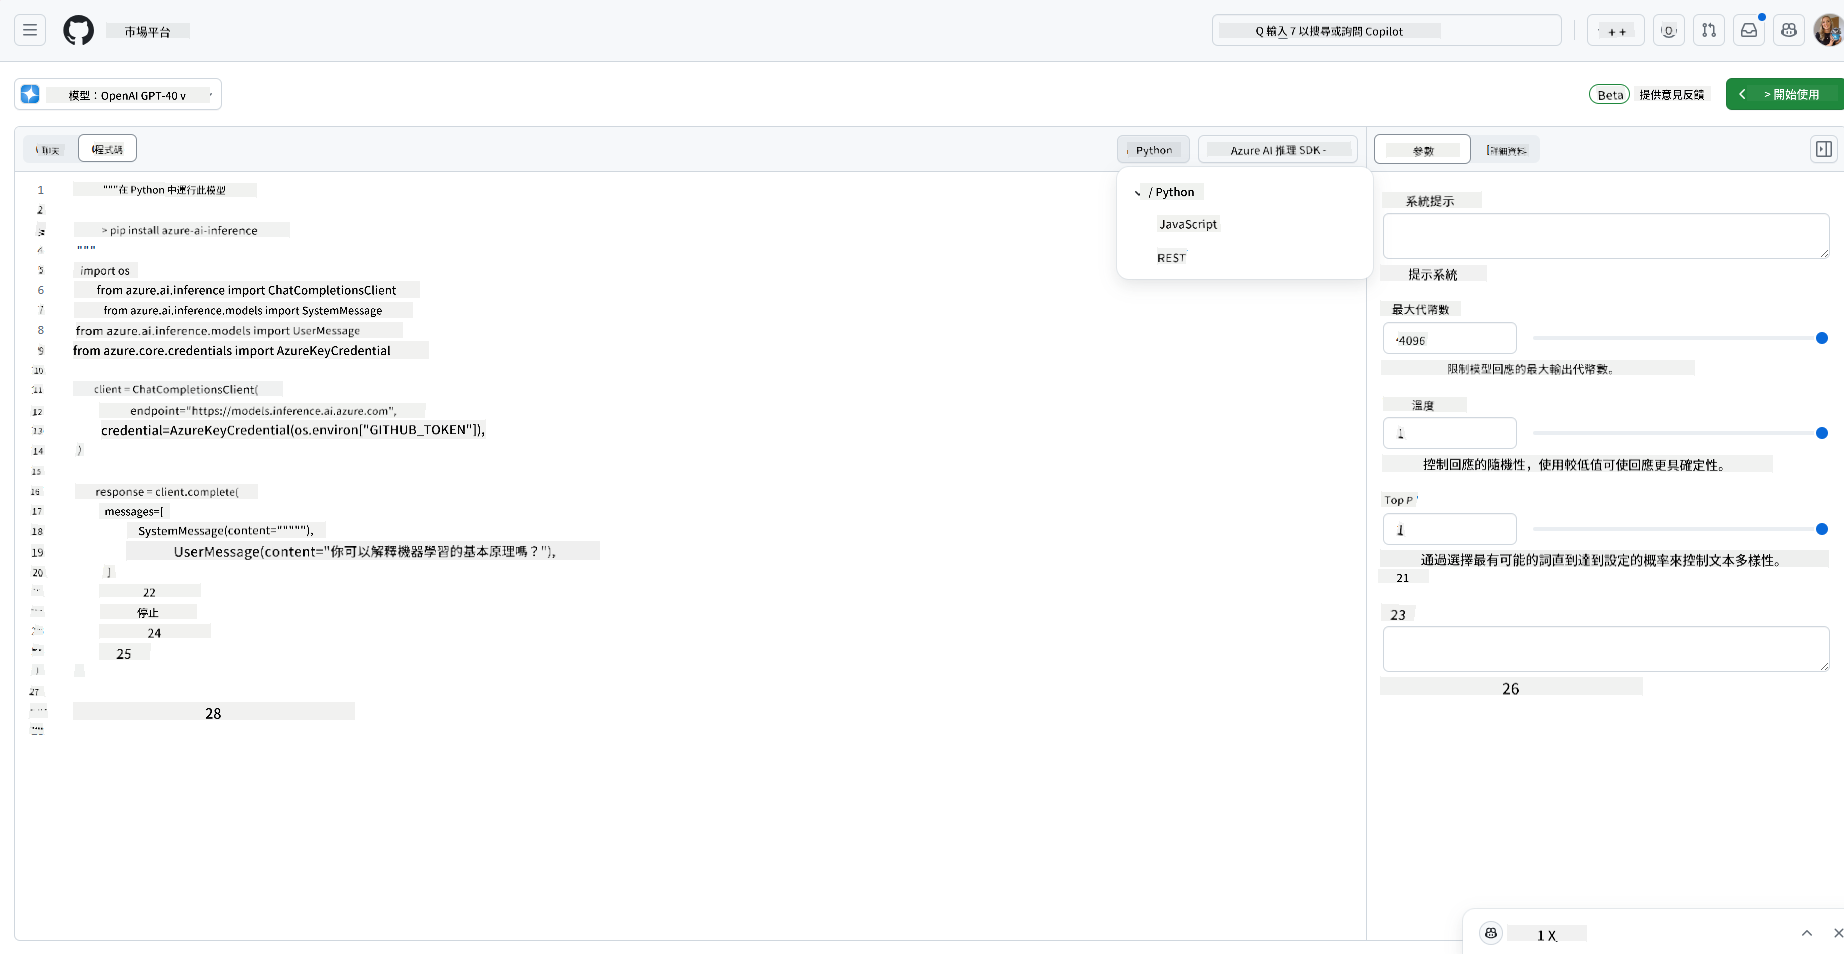 市場平台
Q 輸入 7 以搜尋或詢問 Copilot
+ +
模型：OpenAI GPT-40 v
Beta
提供意見反饋
> 開始使用
聊天
程式碼
Python
Azure AI 推理 SDK -
參數
詳細資料
/ Python
JavaScript
REST
1 """在 Python 中運行此模型
2
> pip install azure-ai-inference
4 """
5 import os
6 from azure.ai.inference import ChatCompletionsClient
7 from azure.ai.inference.models import SystemMessage
8 from azure.ai.inference.models import UserMessage
9 from azure.core.credentials import AzureKeyCredential
10
11 client = ChatCompletionsClient(
12 endpoint="https://models.inference.ai.azure.com",
13 credential=AzureKeyCredential(os.environ["GITHUB_TOKEN"]),
14 )
15
16 response = client.complete(
17 messages=[
18 SystemMessage(content=""""""),
19 UserMessage(content="你可以解釋機器學習的基本原理嗎？"),
20 ]
22
停止
24
25
)
27
28
系統提示
提示系統
最大代幣數
4096
限制模型回應的最大輸出代幣數。
溫度
1
控制回應的隨機性，使用較低值可使回應更具確定性。
Top P
1
通過選擇最有可能的詞直到達到設定的概率來控制文本多樣性。
21
23
26
1 X